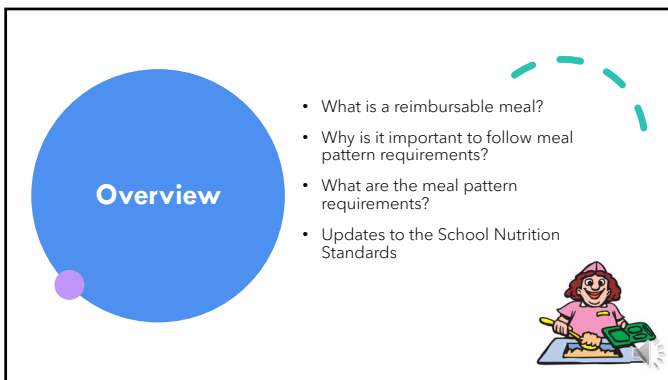 Overview
• What is a reimbursable meal?
• Why is it important to follow meal
pattern requirements?
• What are the meal pattern
requirements?
• Updates to the School Nutrition
Standards